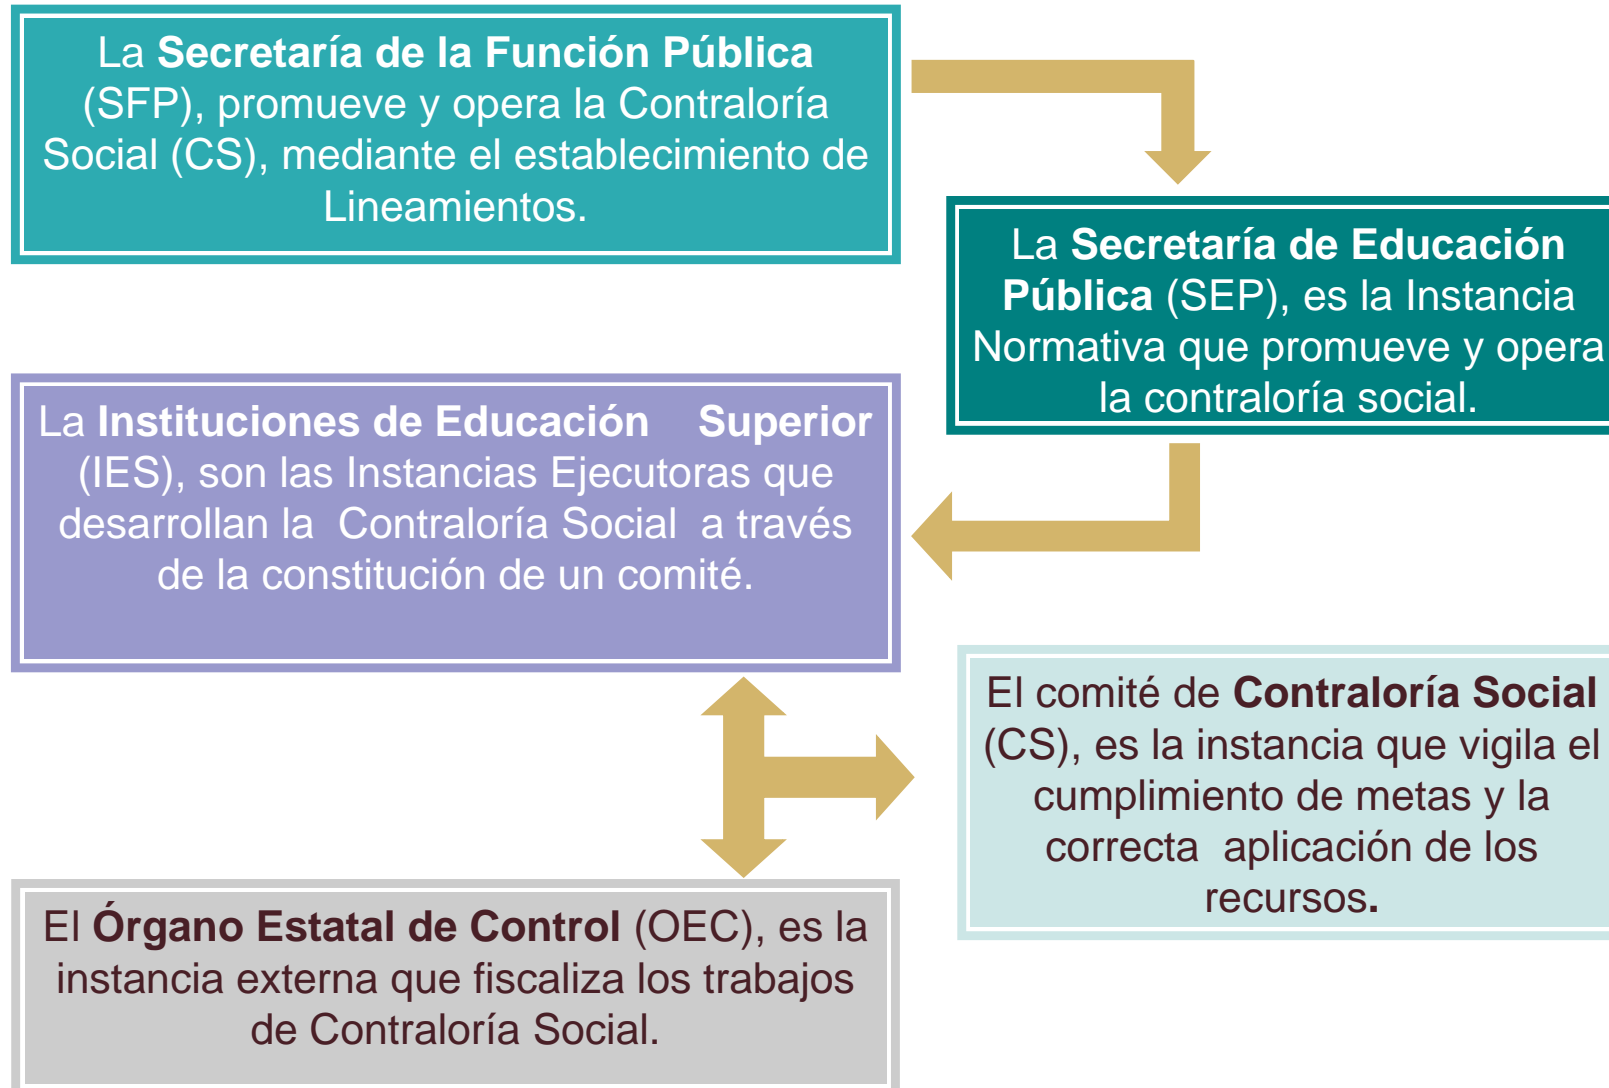 La Secretaría de la Función Pública
(SFP), promueve y opera la Contraloría
Social (CS), mediante el establecimiento de
Lineamientos.
La Secretaría de Educación
Pública (SEP), es la Instancia
Normativa que promueve y opera
la contraloría social.
La Instituciones de Educación Superior
(IES), son las Instancias Ejecutoras que
desarrollan la Contraloría Social a través
de la constitución de un comité.
El comité de Contraloría Social
(CS), es la instancia que vigila el
cumplimiento de metas y la
correcta aplicación de los
recursos.
El Órgano Estatal de Control (OEC), es la
instancia externa que fiscaliza los trabajos
de Contraloría Social.